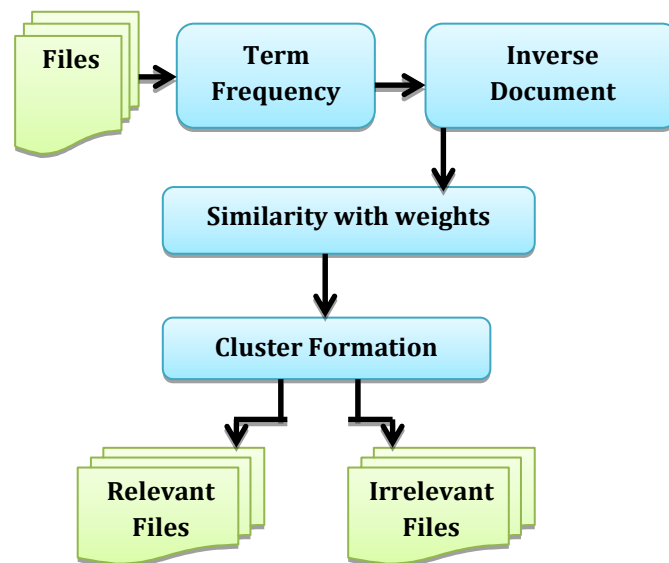 Files
Term
Frequency
Inverse
Document
Similarity with weights
Cluster Formation
Relevant
Files
Irrelevant
Files